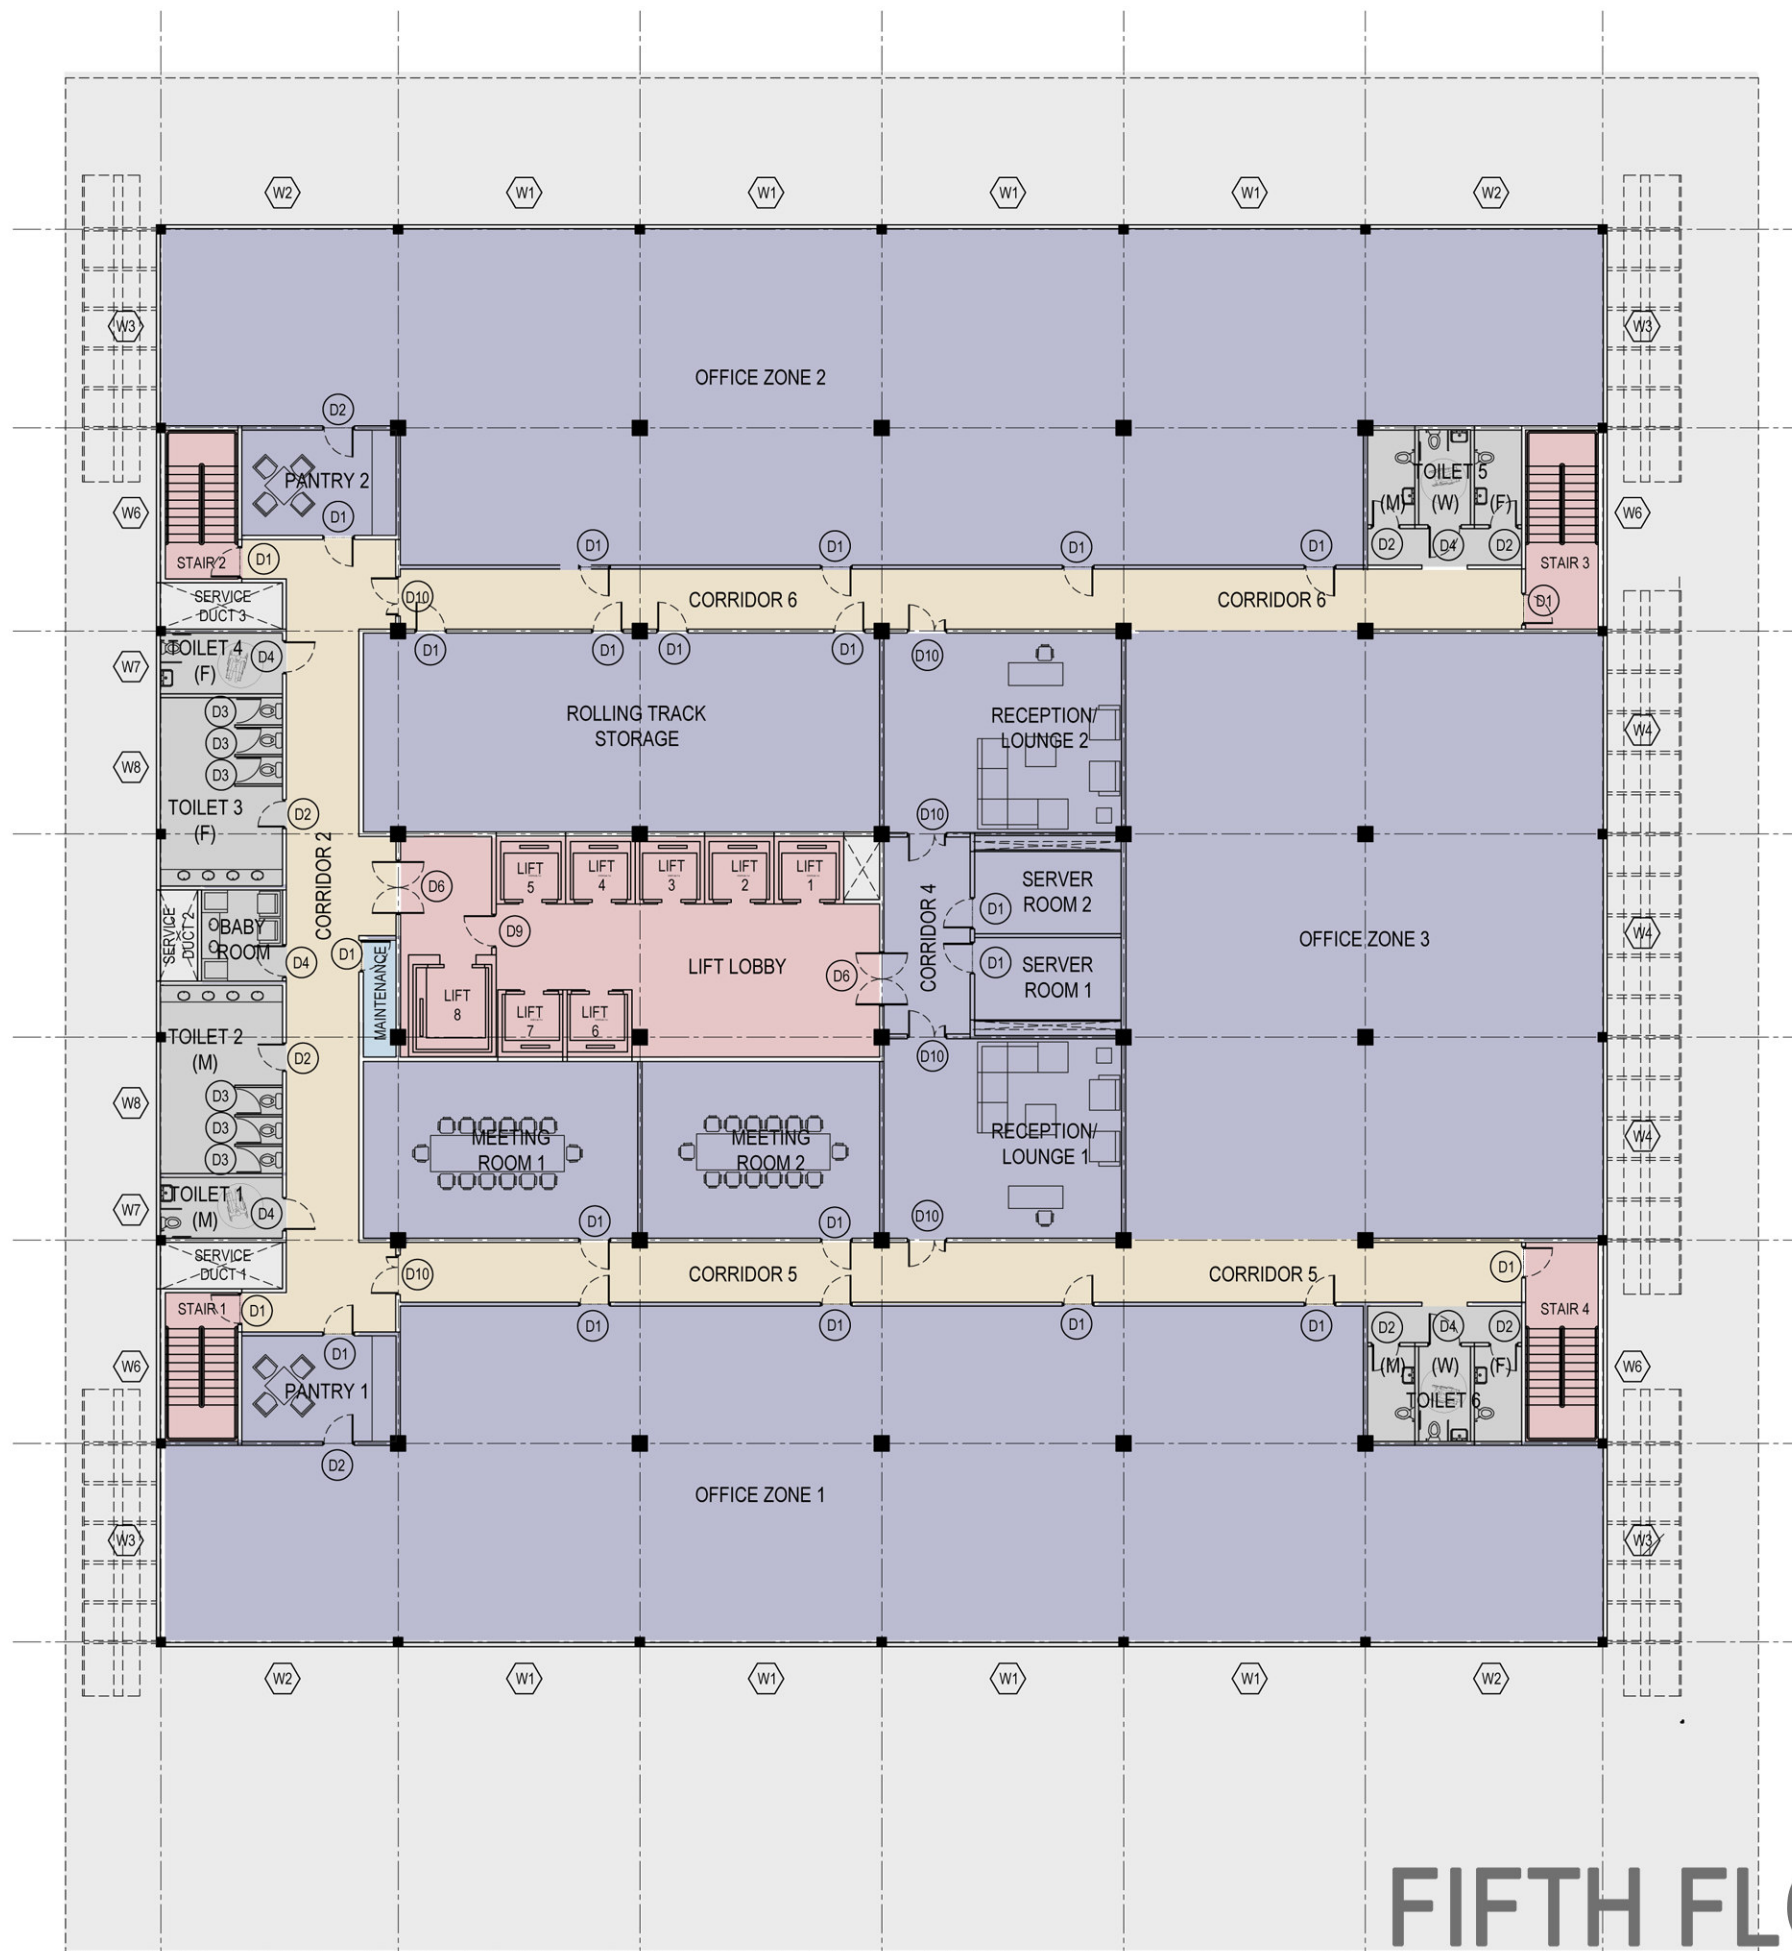 W2
W1
W1
W1
W1
W2
W3
W3
OFFICE ZONE 2
D2
PANTRY 2
TOILET 5
(M)
(W)
(F)
W6
W6
D1
D1
D1
D1
D1
D2
D4
D2
D1
STAIR 2
STAIR 3
SERVICE
DUCT 3
D10
CORRIDOR 6
CORRIDOR 6
D1
TOILET 4
(F)
D4
W7
D1
D1
D1
D1
D10
D3
D3
D3
ROLLING TRACK
STORAGE
RECEPTION/
LOUNGE 2
W4
W8
TOILET 3
(F)
D2
D10
CORRIDOR 2
D6
LIFT
5
LIFT
4
LIFT
3
LIFT
2
LIFT
1
SERVER
ROOM 2
D1
CORRIDOR 4
SERVICE
DUCT 2
BABY
ROOM
D4
D1
D9
OFFICE ZONE 3
W4
LIFT LOBBY
D6
D1
SERVER
ROOM 1
MAINTENANCE
LIFT
8
LIFT
7
LIFT
6
TOILET 2
(M)
D2
D10
W8
D3
D3
D3
MEETING
ROOM 1
MEETING
ROOM 2
RECEPTION/
LOUNGE 1
W4
TOILET 1
(M)
D4
W7
D1
D1
D10
SERVICE
DUCT 1
D10
CORRIDOR 5
CORRIDOR 5
D1
STAIR 1
D1
STAIR 4
D1
D1
D1
D1
D1
D2
D4
D2
W6
(M)
(W)
(F)
W6
PANTRY 1
TOILET 6
D2
OFFICE ZONE 1
W3
W3
W2
W1
W1
W1
W1
W2
FIFTH FLO